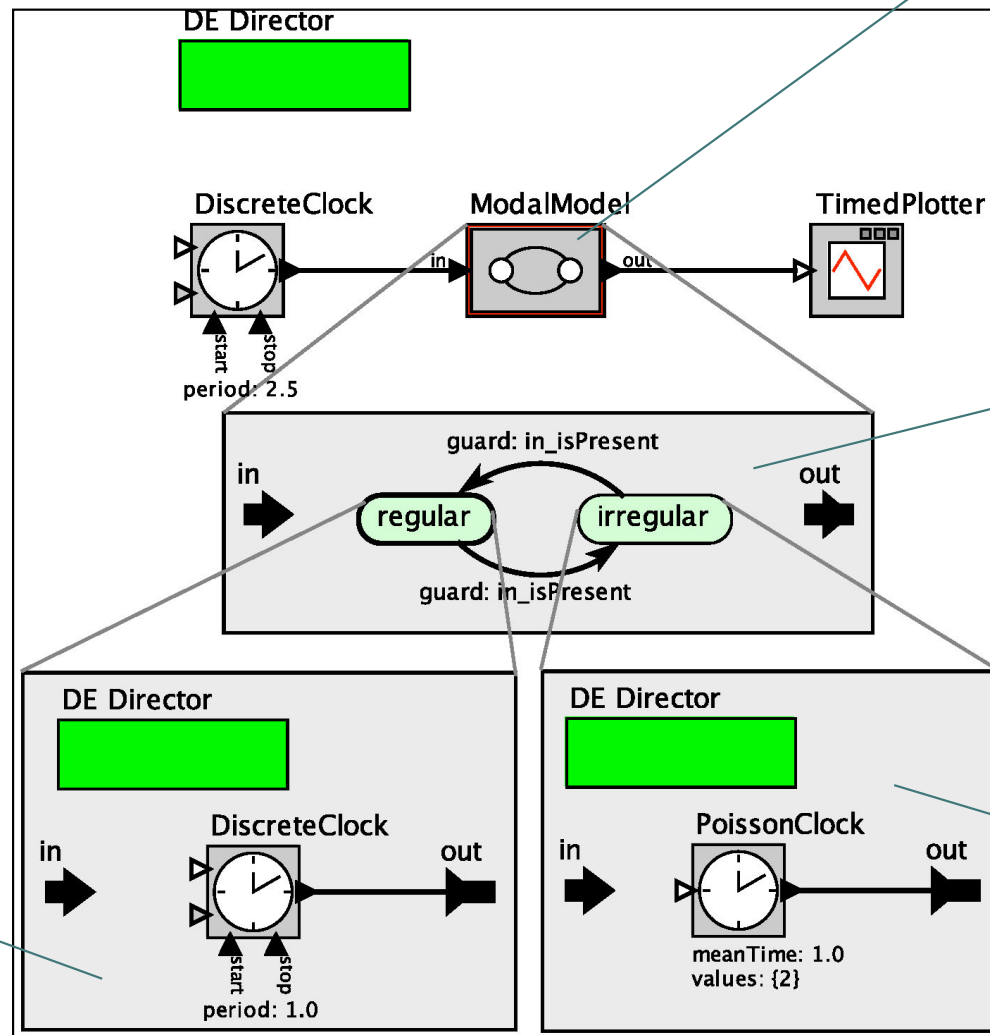 DE Director
DiscreteClock
ModalModel
TimedPlotter
in
out
start
stop
period: 2.5
guard: in_isPresent
in
out
regular
irregular
guard: in_isPresent
DE Director
DiscreteClock
in
out
start
stop
period: 1.0
DE Director
PoissonClock
in
out
meanTime: 1.0
values: {2}